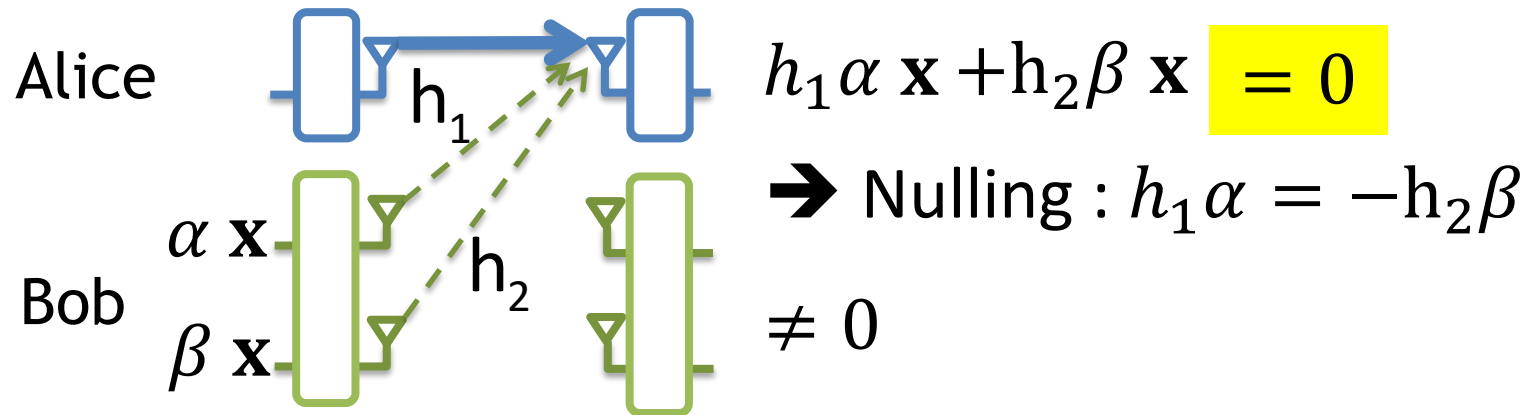 Alice
h₁
α x
h₂
Bob
β x
h₁α x + h₂β x = 0
➔ Nulling : h₁α = −h₂β
≠ 0